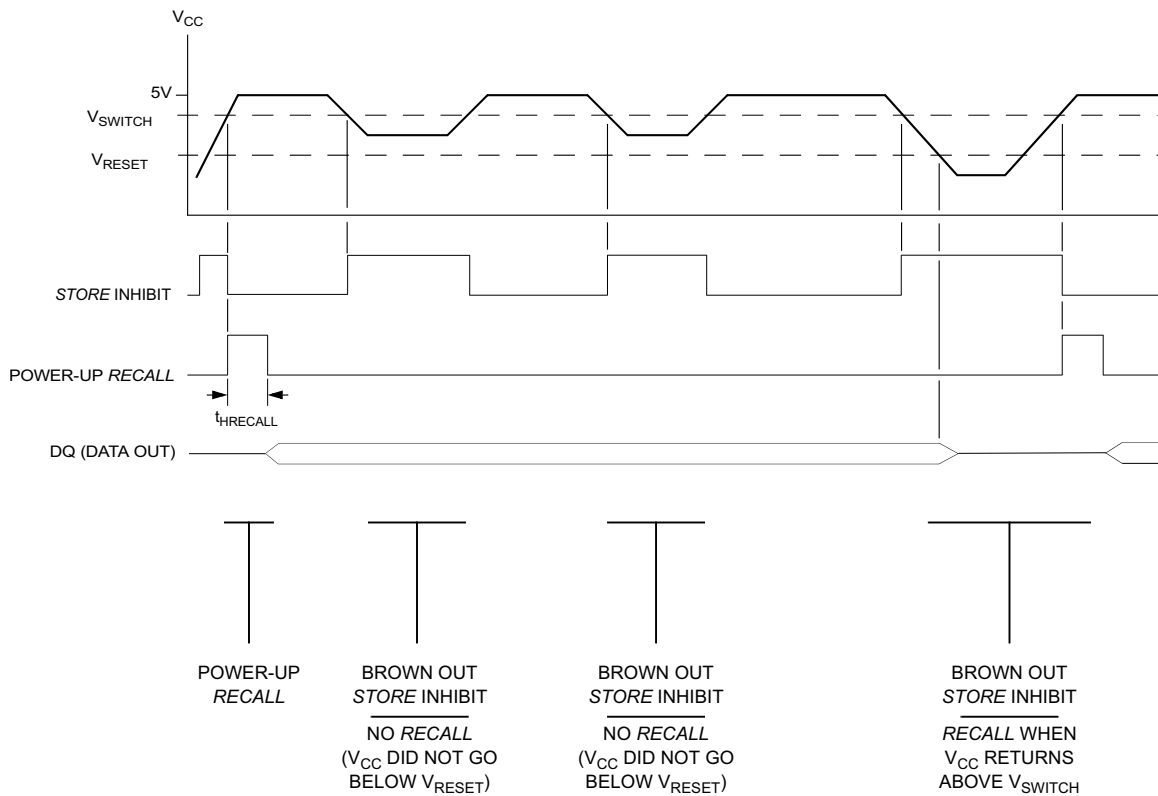 VCC
5V
VSWITCH
VRESET
STORE INHIBIT
POWER-UP RECALL
tHRECALL
DQ (DATA OUT)
POWER-UP
RECALL
BROWN OUT
STORE INHIBIT
NO RECALL
(VCC DID NOT GO
BELOW VRESET)
BROWN OUT
STORE INHIBIT
NO RECALL
(VCC DID NOT GO
BELOW VRESET)
BROWN OUT
STORE INHIBIT
RECALL WHEN
VCC RETURNS
ABOVE VSWITCH